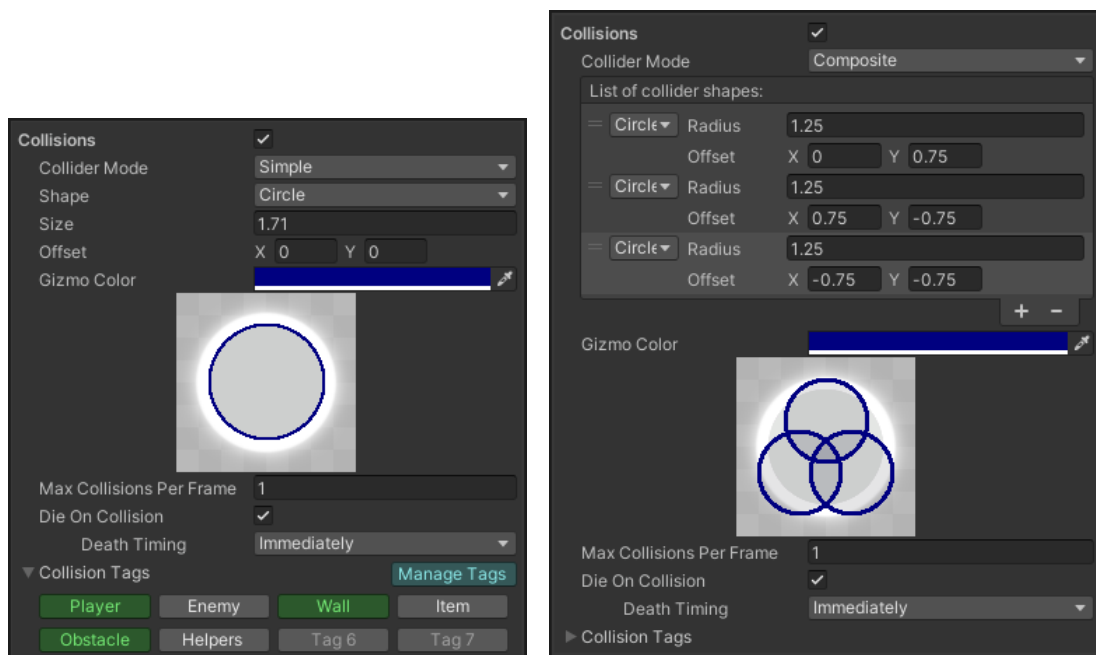 Collisions
Collider Mode Simple
Shape Circle
Size 1.71
Offset X 0 Y 0
Gizmo Color
Max Collisions Per Frame 1
Die On Collision
Death Timing Immediately
Collision Tags Manage Tags
Player Enemy Wall Item
Obstacle Helpers Tag 6 Tag 7
Collisions
Collider Mode Composite
List of collider shapes:
Circle Radius 1.25
Offset X 0 Y 0.75
Circle Radius 1.25
Offset X 0.75 Y -0.75
Circle Radius 1.25
Offset X -0.75 Y -0.75
+ -
Gizmo Color
Max Collisions Per Frame 1
Die On Collision
Death Timing Immediately
Collision Tags